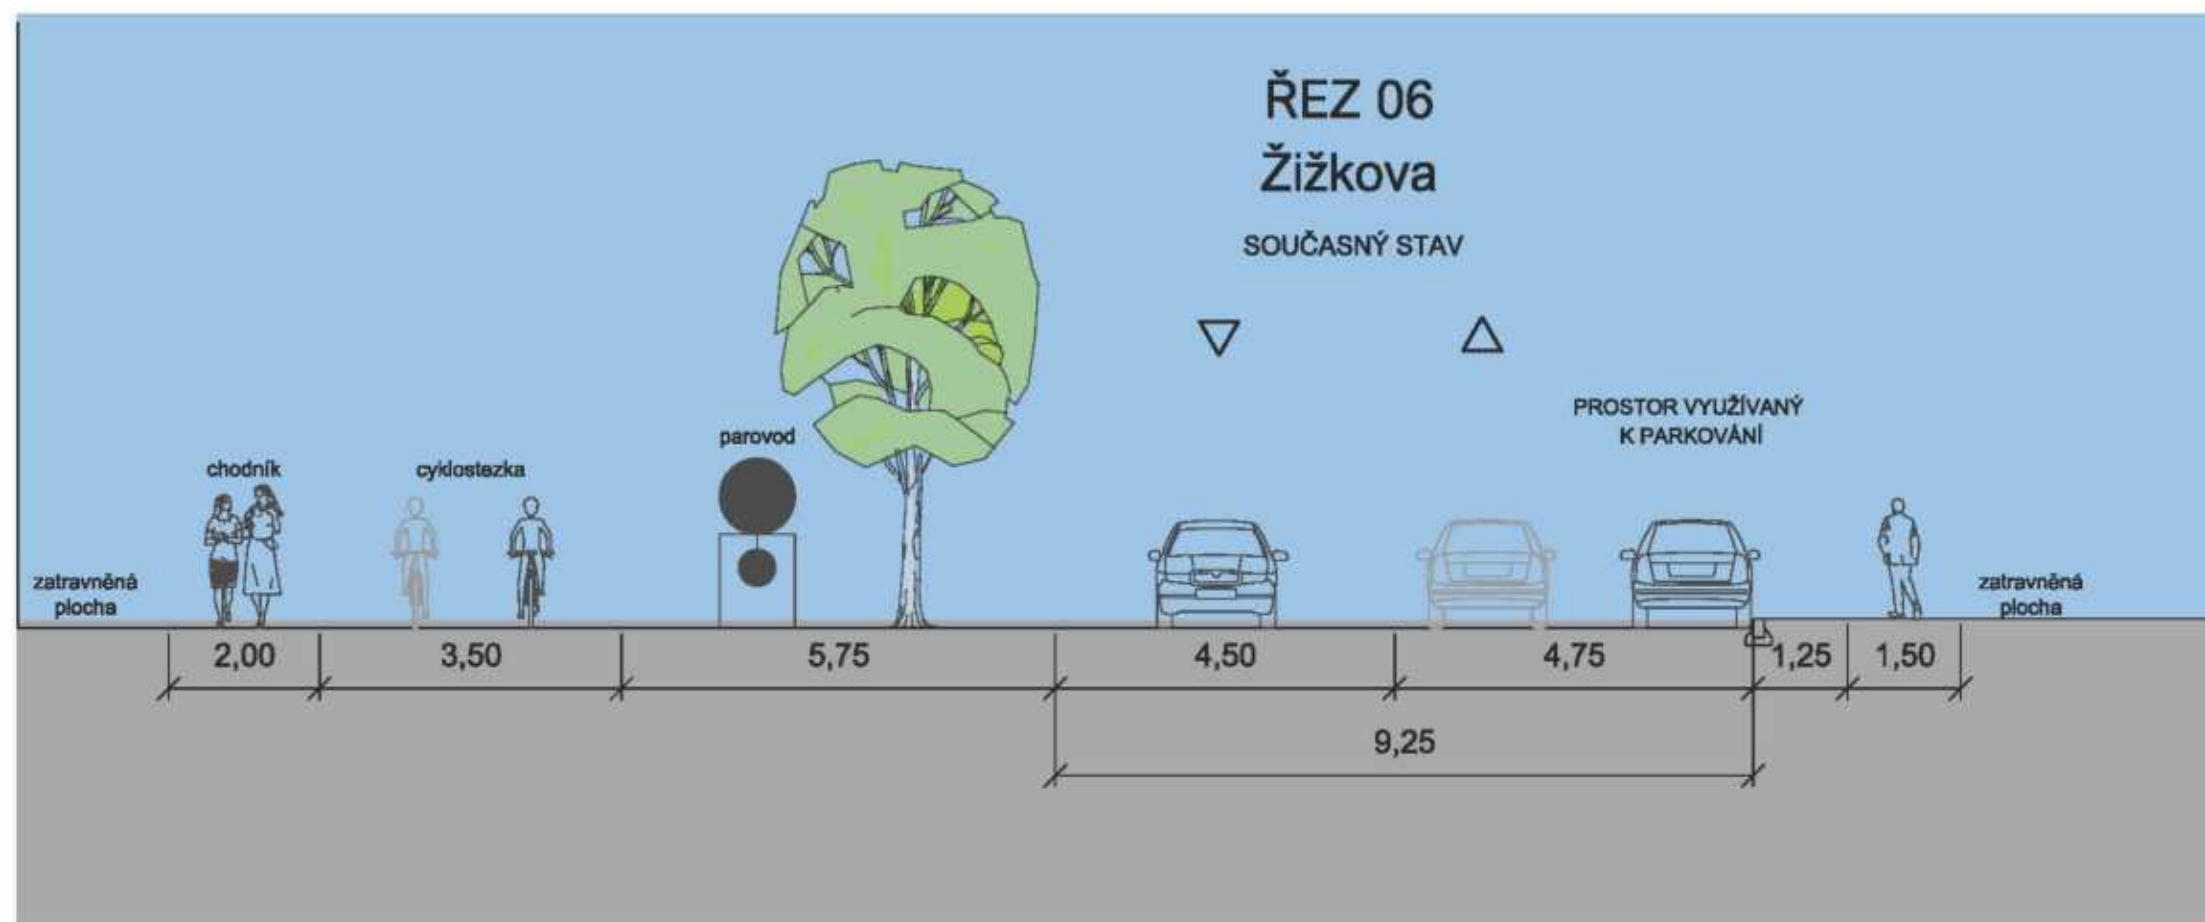 ŘEZ 06
Žižkova
SOUČASNÝ STAV
PROSTOR VYUŽÍVANÝ
K PARKOVÁNÍ
parovod
chodník
cyklostezka
zatravněná
plocha
zatravněná
plocha
2,00
3,50
5,75
4,50
4,75
1,25
1,50
9,25